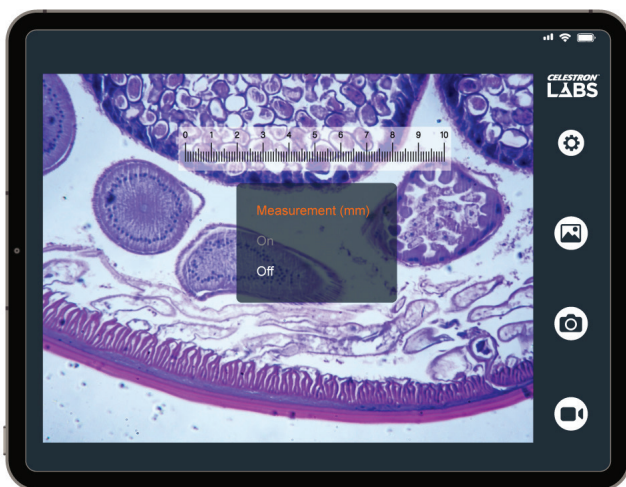 CELESTRON
LABS
0 1 2 3 4 5 6 7 8 9 10
Measurement (mm)
On
Off